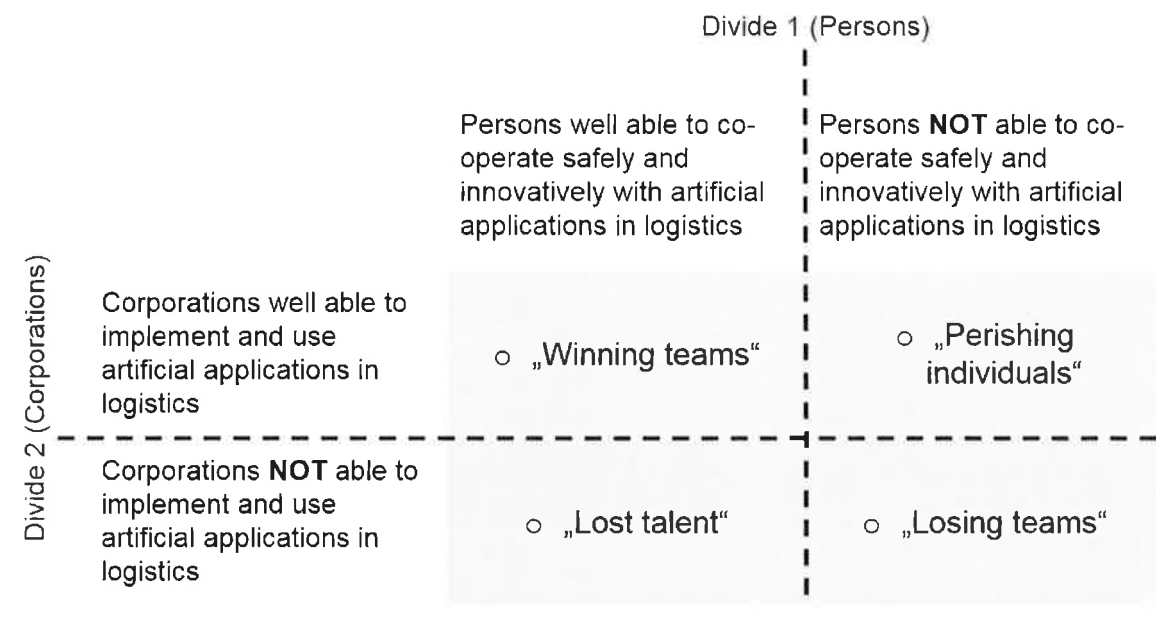 Divide 1 (Persons)
Persons well able to co-
operate safely and
innovatively with artificial
applications in logistics
Persons NOT able to co-
operate safely and
innovatively with artificial
applications in logistics
Divide 2 (Corporations)
Corporations well able to
implement and use
artificial applications in
logistics
○ „Winning teams“
○ „Perishing
individuals“
Corporations NOT able to
implement and use
artificial applications in
logistics
○ „Lost talent“
○ „Losing teams“